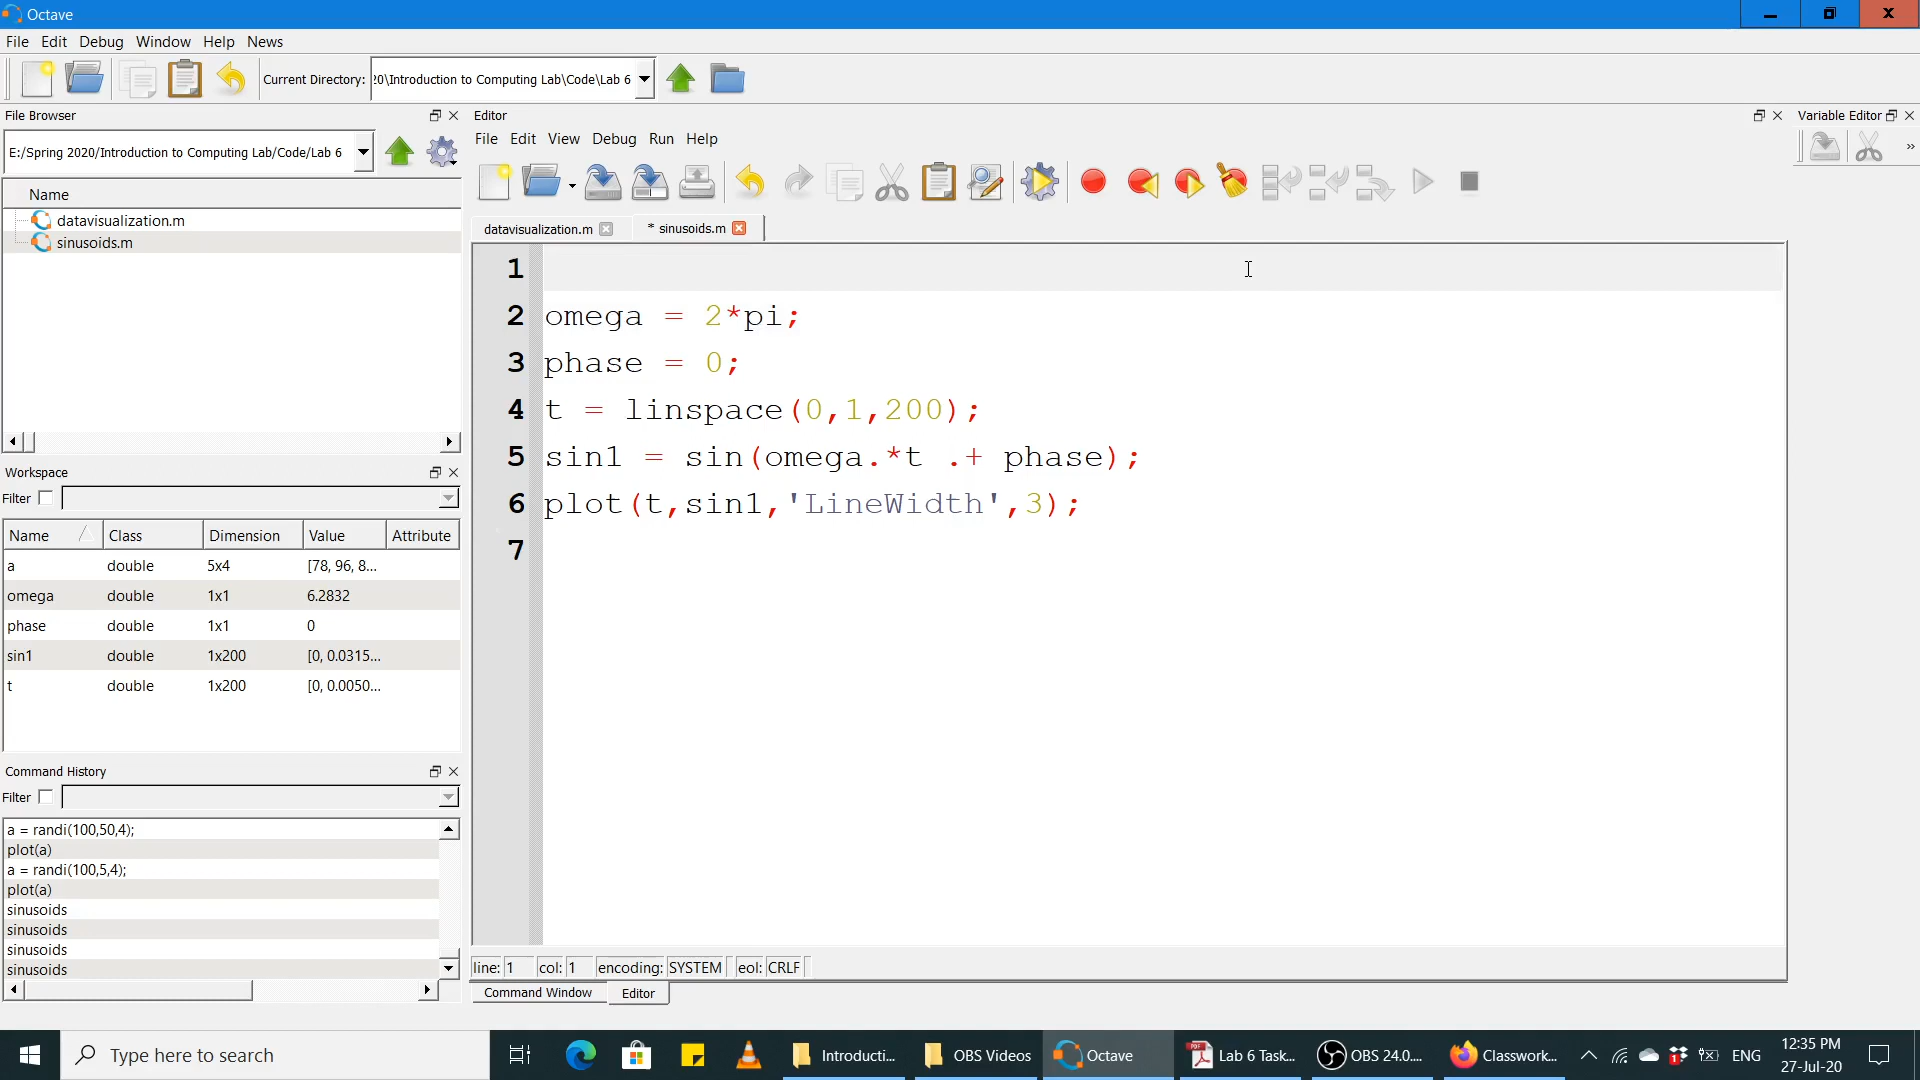 Octave
File Edit Debug Window Help News
Current Directory: 20\Introduction to Computing Lab\Code\Lab 6
File Browser
E:/Spring 2020/Introduction to Computing Lab/Code/Lab 6
Name
datavisualization.m
sinusoids.m
Workspace
Filter
Name Class Dimension Value Attribute
a double 5x4 [78, 96, 8...
omega double 1x1 6.2832
phase double 1x1 0
sin1 double 1x200 [0, 0.0315...
t double 1x200 [0, 0.0050...
Command History
Filter
a = randi(100,50,4);
plot(a)
a = randi(100,5,4);
plot(a)
sinusoids
sinusoids
sinusoids
sinusoids
Editor
File Edit View Debug Run Help
datavisualization.m * sinusoids.m
1
2 omega = 2*pi;
3 phase = 0;
4 t = linspace(0,1,200);
5 sin1 = sin(omega.*t .+ phase);
6 plot(t,sin1,'LineWidth',3);
7
line: 1 col: 1 encoding: SYSTEM eol: CRLF
Command Window Editor
Variable Editor
»
Type here to search
Introducti...
OBS Videos
Octave
Lab 6 Task...
OBS 24.0....
Classwork...
ENG
12:35 PM
27-Jul-20